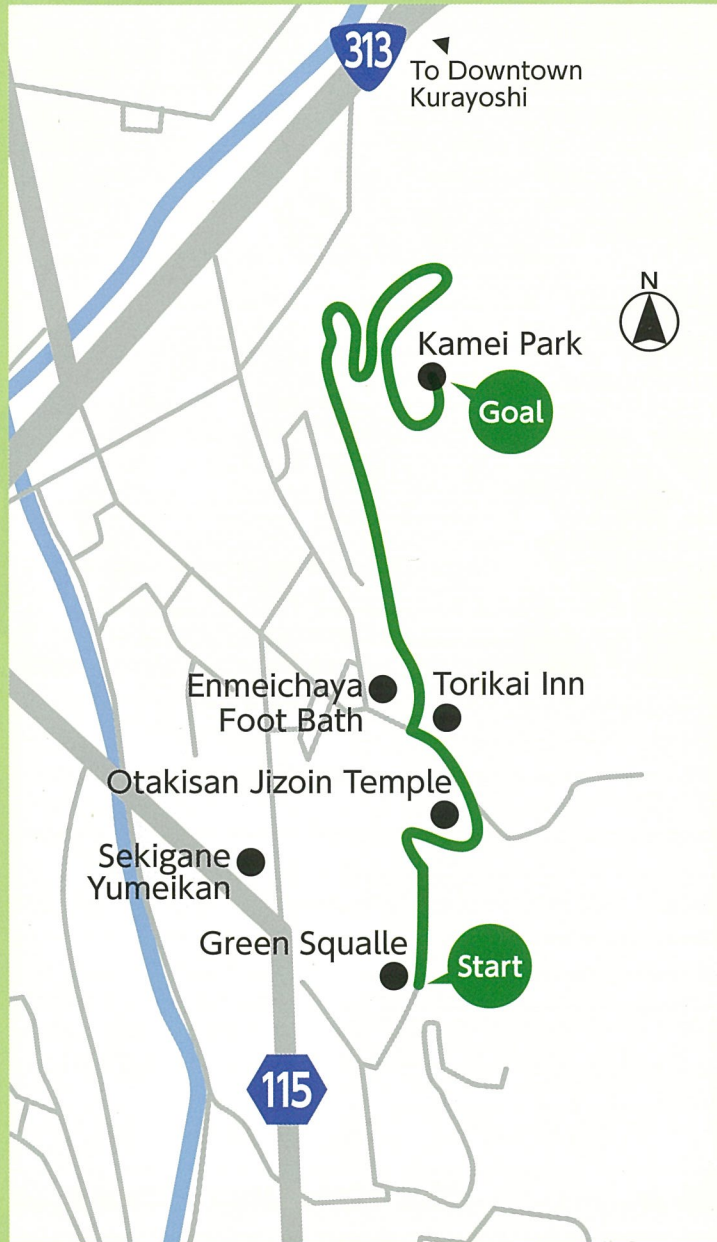 313
To Downtown
Kurayoshi
N
Kamei Park
Goal
Enmeichaya
Foot Bath
Torikai Inn
Otakisan Jizoin Temple
Sekigane
Yumeikan
Green Squalle
Start
115